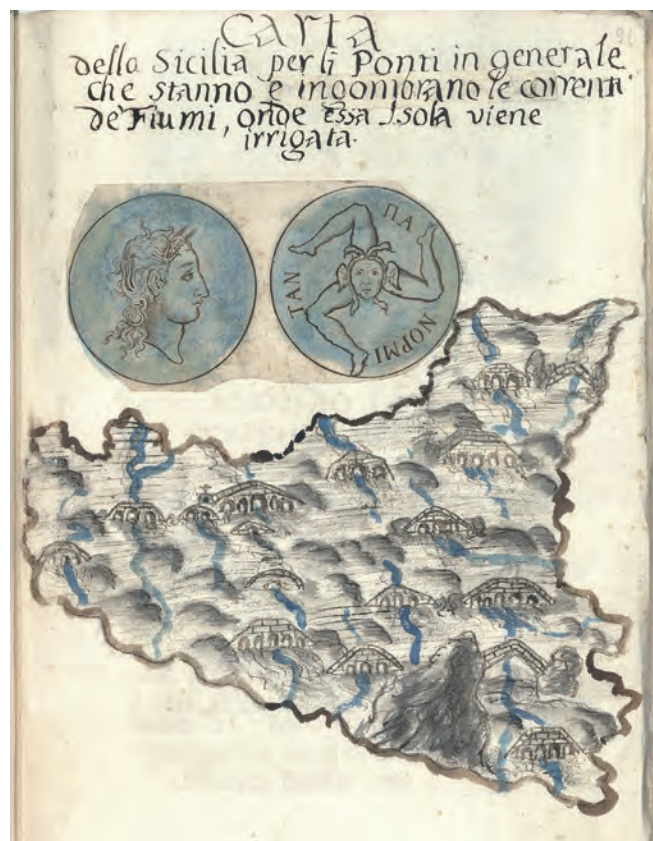 Carta
della Sicilia per li Ponti in generale
che stanno e ingombrano le correnti
de' Fiumi, onde essa Isola viene
irrigata.
91
ΠΑ
ΝΟΡΜΙ
ΤΑΝ